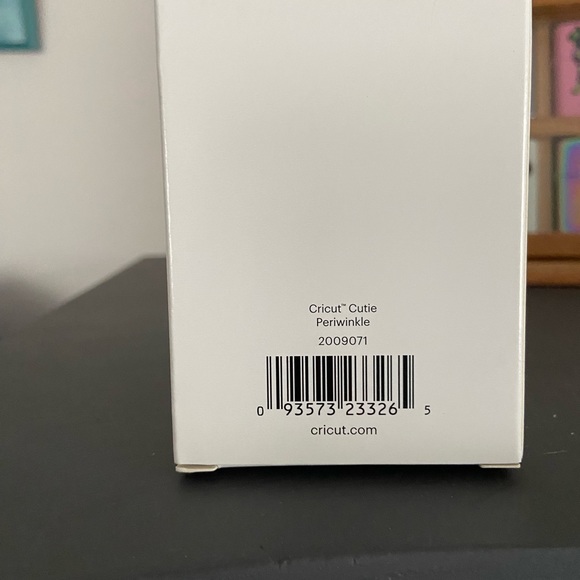 Cricut™ Cutie
Periwinkle
2009071
0 93573 23326 5
cricut.com